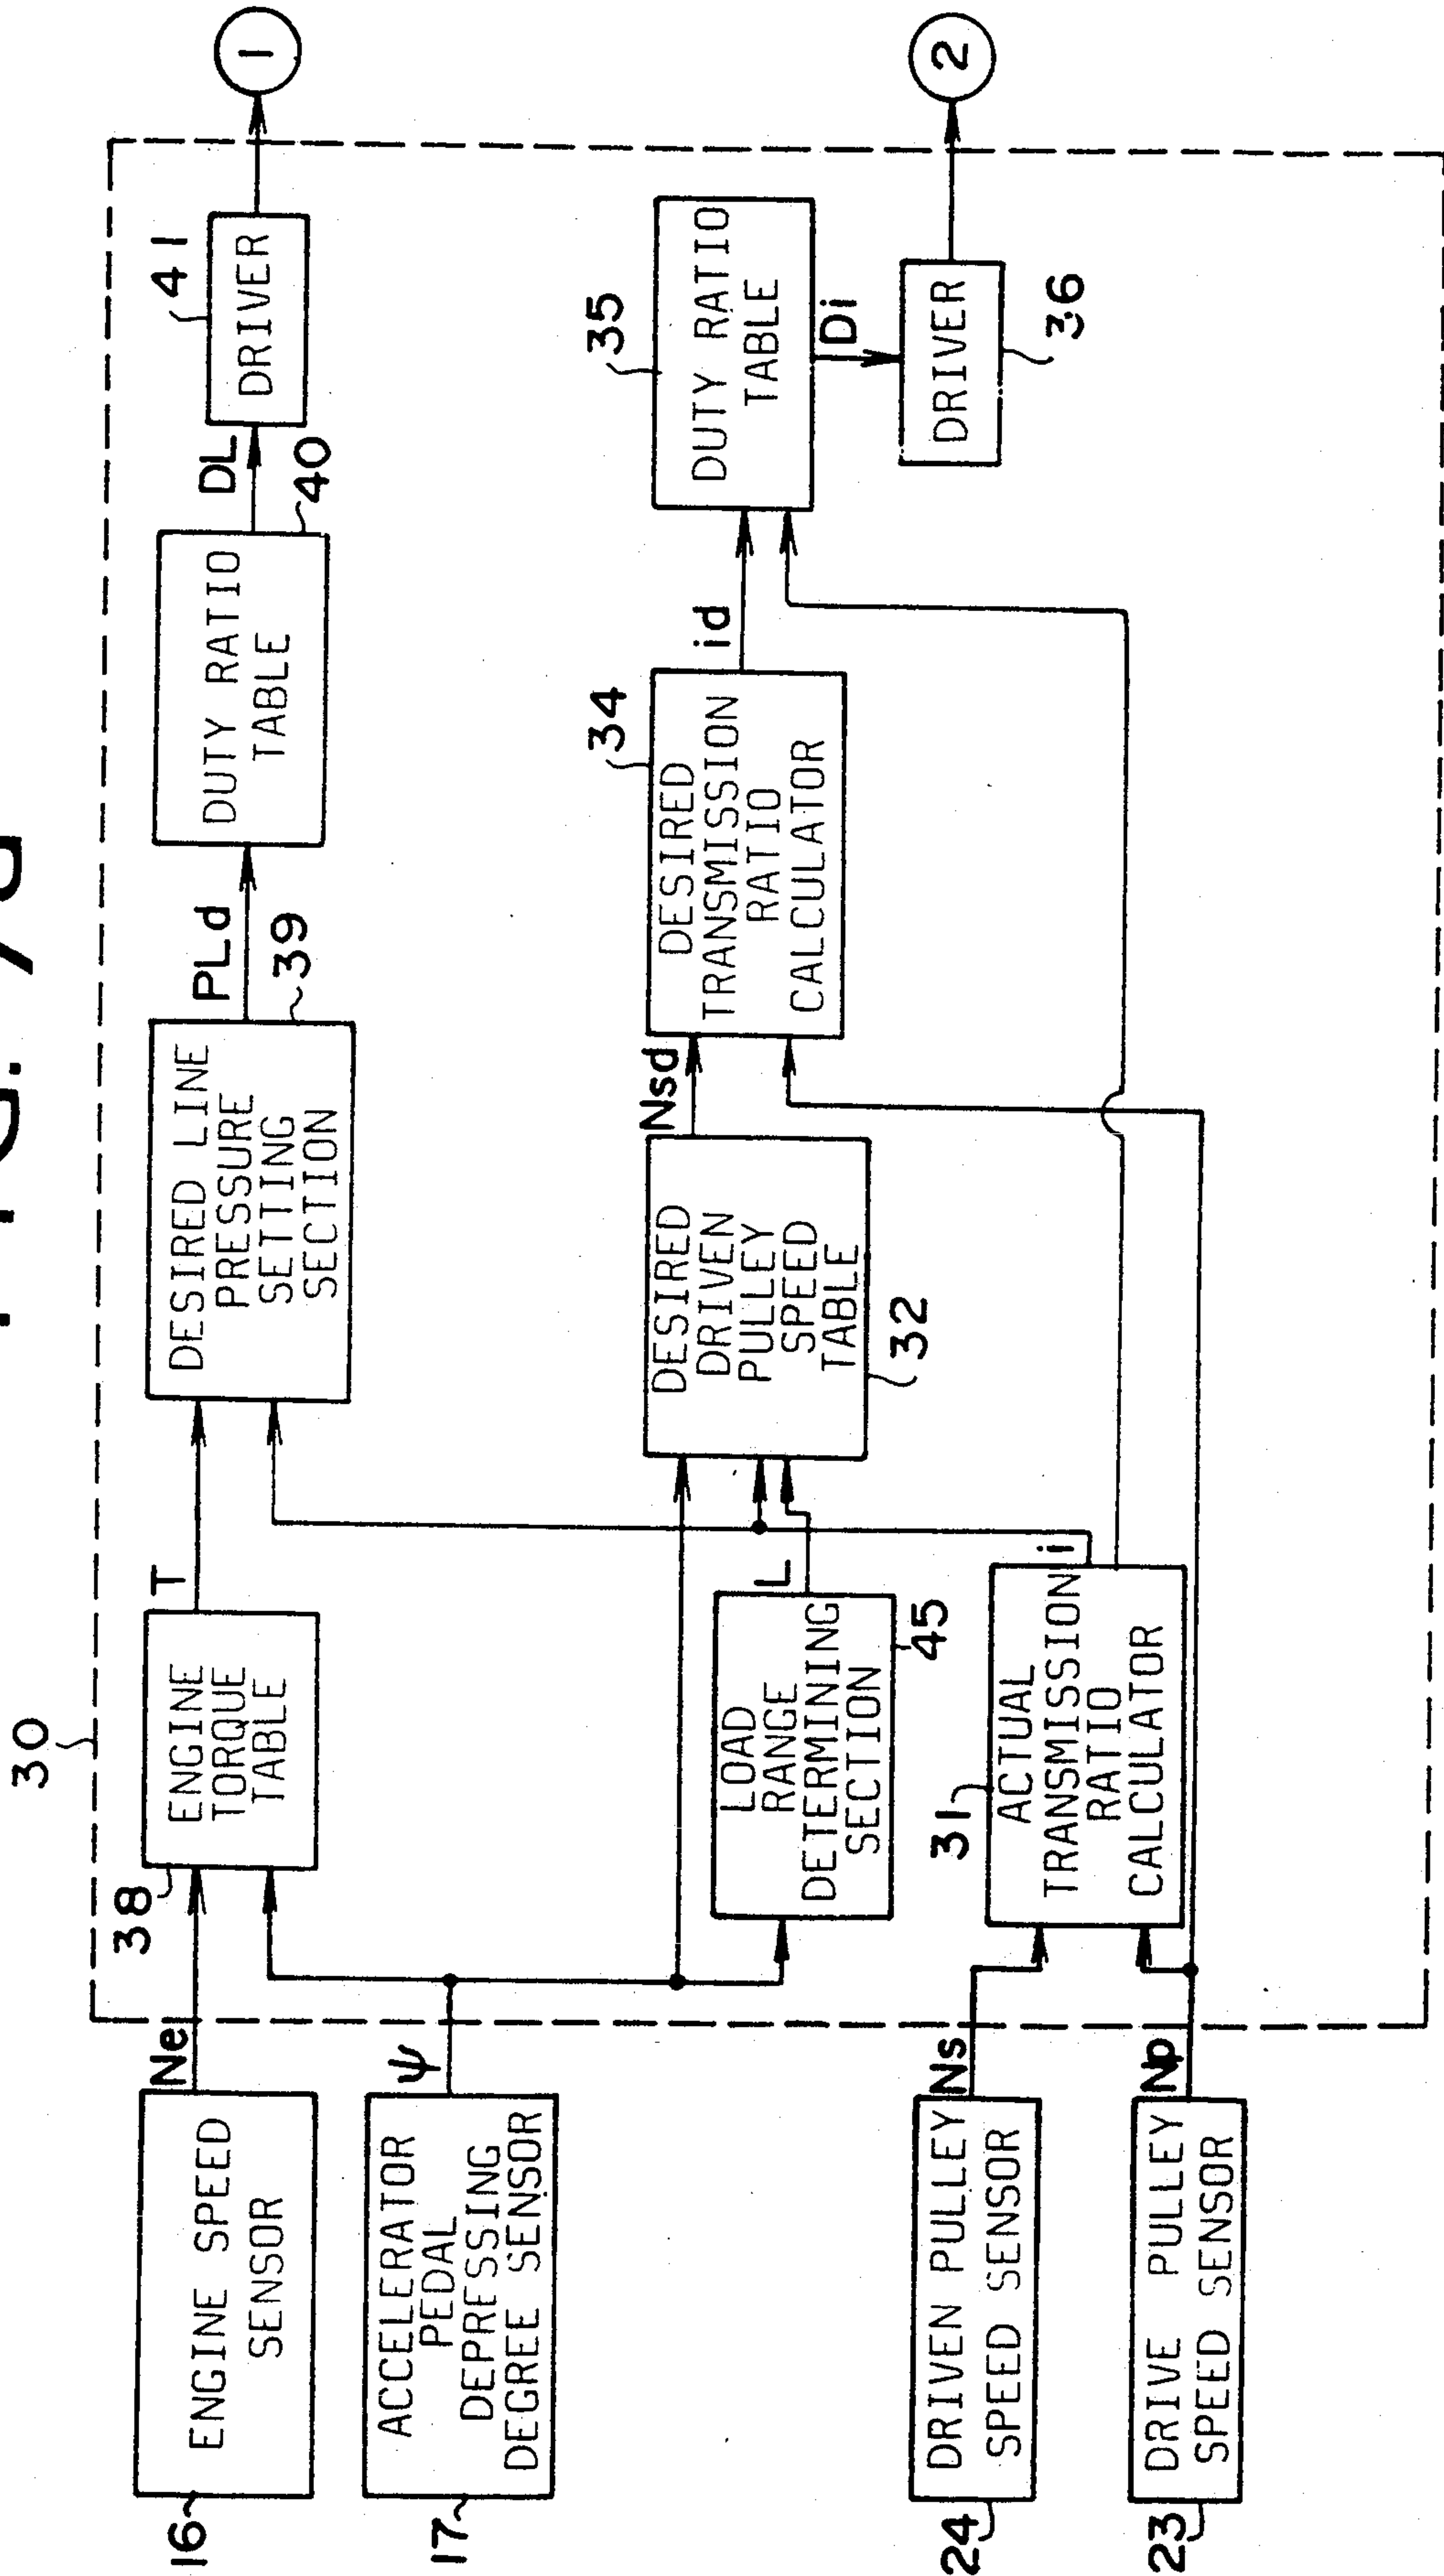 30
16
ENGINE SPEED
SENSOR
Ne
38
ENGINE
TORQUE
TABLE
T
DESIRED LINE
PRESSURE
SETTING
SECTION
39
PLd
DUTY RATIO
TABLE
40
DL
41
DRIVER
1
17
ACCELERATOR
PEDAL
DEPRESSING
DEGREE SENSOR
Ψ
LOAD
RANGE
DETERMINING
SECTION
45
L
DESIRED
DRIVEN
PULLEY
SPEED
TABLE
32
Nsd
34
DESIRED
TRANSMISSION
RATIO
CALCULATOR
id
35
DUTY RATIO
TABLE
Di
DRIVER
36
2
24
DRIVEN PULLEY
SPEED SENSOR
Ns
31
ACTUAL
TRANSMISSION
RATIO
CALCULATOR
i
23
DRIVE PULLEY
SPEED SENSOR
Np